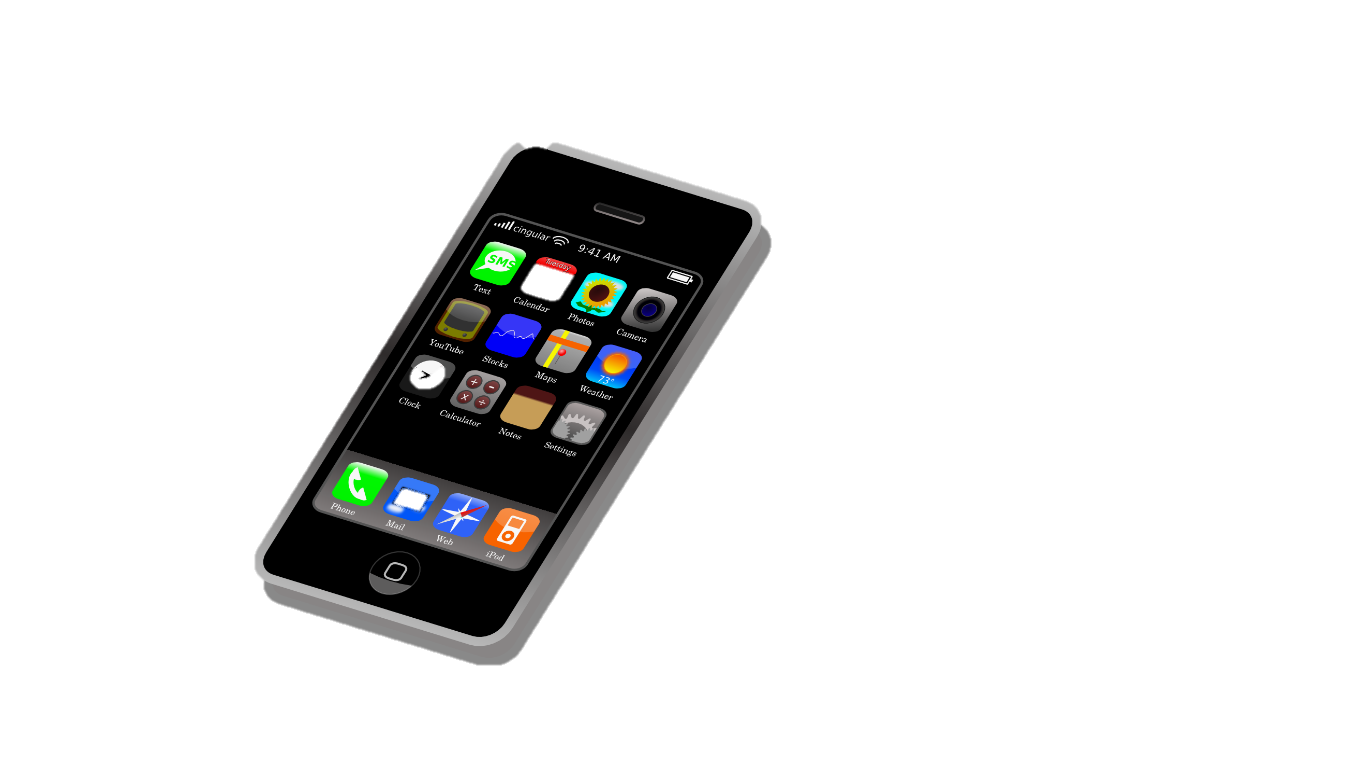 cingular 9:41 AM
SMS Tuesday
Text Calendar Photos Camera
73°
YouTube Stocks Maps Weather
Clock Calculator Notes Settings
Phone Mail Web iPod